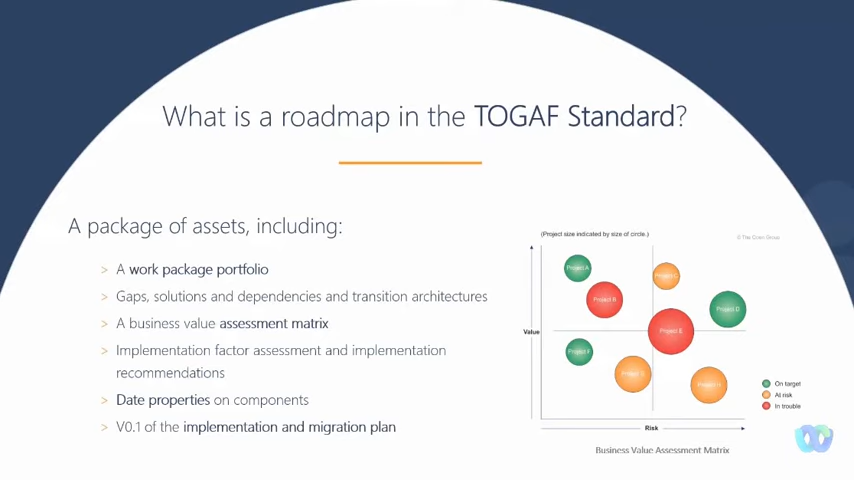 What is a roadmap in the TOGAF Standard?
A package of assets, including:
> A work package portfolio
> Gaps, solutions and dependencies and transition architectures
> A business value assessment matrix
> Implementation factor assessment and implementation
recommendations
> Date properties on components
> V0.1 of the implementation and migration plan
(Project size indicated by size of circle.)
© The Open Group
Project A
Project C
Project B
Project D
Value
Project E
Project F
Project G
Project H
On target
At risk
In trouble
Risk
Business Value Assessment Matrix